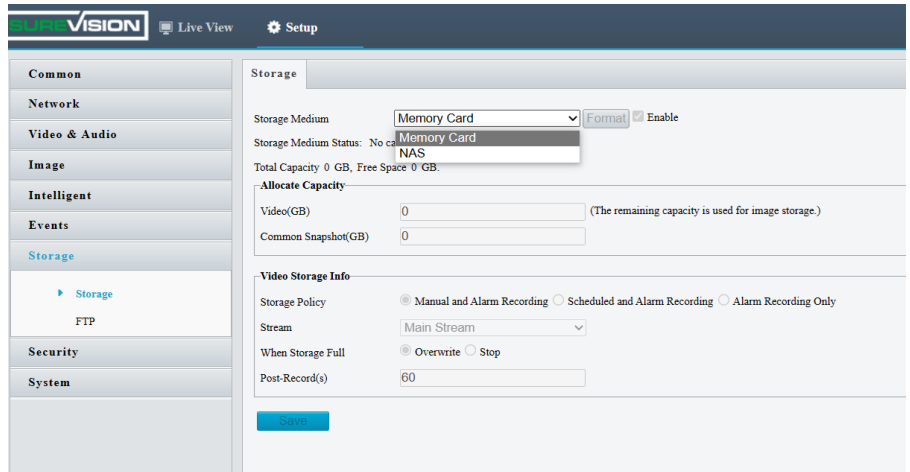 SUREVISION Live View Setup
Common
Network
Video & Audio
Image
Intelligent
Events
Storage
Storage
FTP
Security
System
Storage
Storage Medium Memory Card Format Enable
Memory Card
NAS
Storage Medium Status: No ca
Total Capacity 0 GB, Free Space 0 GB.
Allocate Capacity
Video(GB) 0 (The remaining capacity is used for image storage.)
Common Snapshot(GB) 0
Video Storage Info
Storage Policy Manual and Alarm Recording Scheduled and Alarm Recording Alarm Recording Only
Stream Main Stream
When Storage Full Overwrite Stop
Post-Record(s) 60
Save